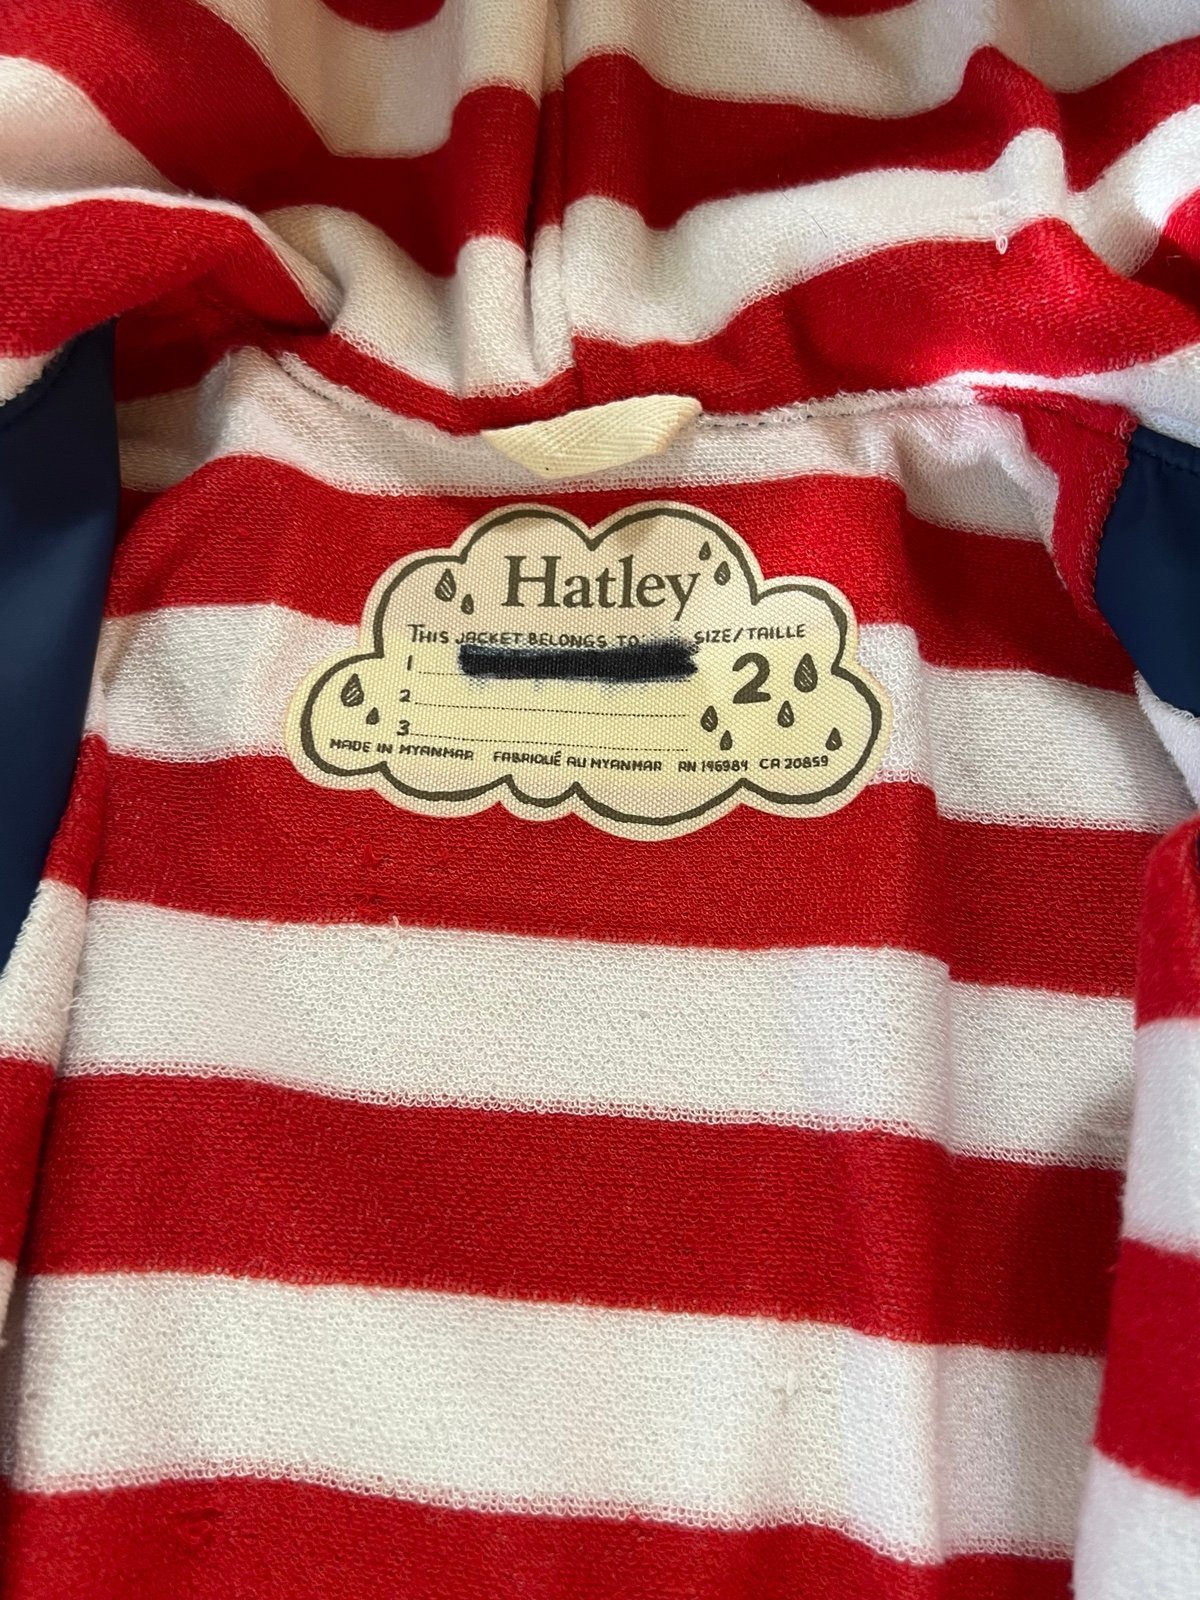 Hatley
THIS JACKET BELONGS TO: SIZE/TAILLE
1 2
2
3
MADE IN MYANMAR FABRIQUÉ AU MYANMAR RN 146984 CA 20859